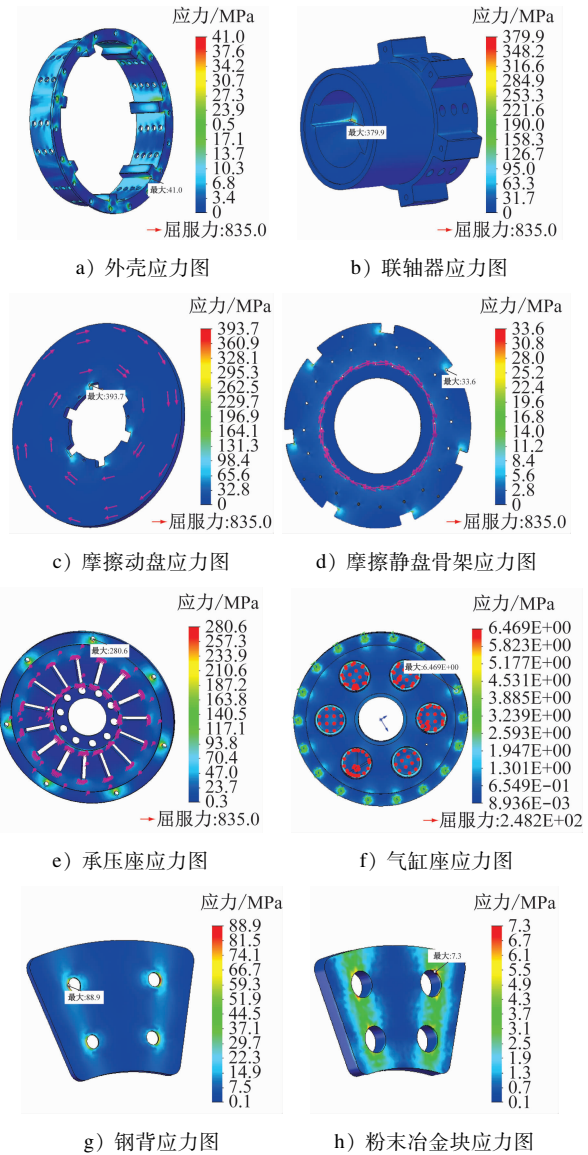 应力/MPa
41.0
37.6
34.2
30.7
27.3
23.9
0.5
17.1
13.7
10.3
6.8
3.4
0
最大:41.0
屈服力:835.0
a）外壳应力图
应力/MPa
379.9
348.2
316.6
284.9
253.3
221.6
190.0
158.3
126.7
95.0
63.3
31.7
0
最大:379.9
屈服力:835.0
b）联轴器应力图
应力/MPa
393.7
360.9
328.1
295.3
262.5
229.7
196.9
164.1
131.3
98.4
65.6
32.8
0
最大:393.7
屈服力:835.0
c）摩擦动盘应力图
应力/MPa
33.6
30.8
28.0
25.2
22.4
19.6
16.8
14.0
11.2
8.4
5.6
2.8
0
最大:33.6
屈服力:835.0
d）摩擦静盘骨架应力图
应力/MPa
280.6
257.3
233.9
210.6
187.2
163.8
140.5
117.1
93.8
70.4
47.0
23.7
0.3
最大:280.6
屈服力:835.0
e）承压座应力图
应力/MPa
6.469E+00
5.823E+00
5.177E+00
4.531E+00
3.885E+00
3.239E+00
2.593E+00
1.947E+00
1.301E+00
6.549E-01
8.936E-03
最大:6.469E+00
屈服力:2.482E+02
f）气缸座应力图
应力/MPa
88.9
81.5
74.1
66.7
59.3
51.9
44.5
37.1
29.7
22.3
14.9
7.5
0.1
最大:88.9
g）钢背应力图
应力/MPa
7.3
6.7
6.1
5.5
4.9
4.3
3.7
3.1
2.5
1.9
1.3
0.7
0.1
最大:7.3
h）粉末冶金块应力图